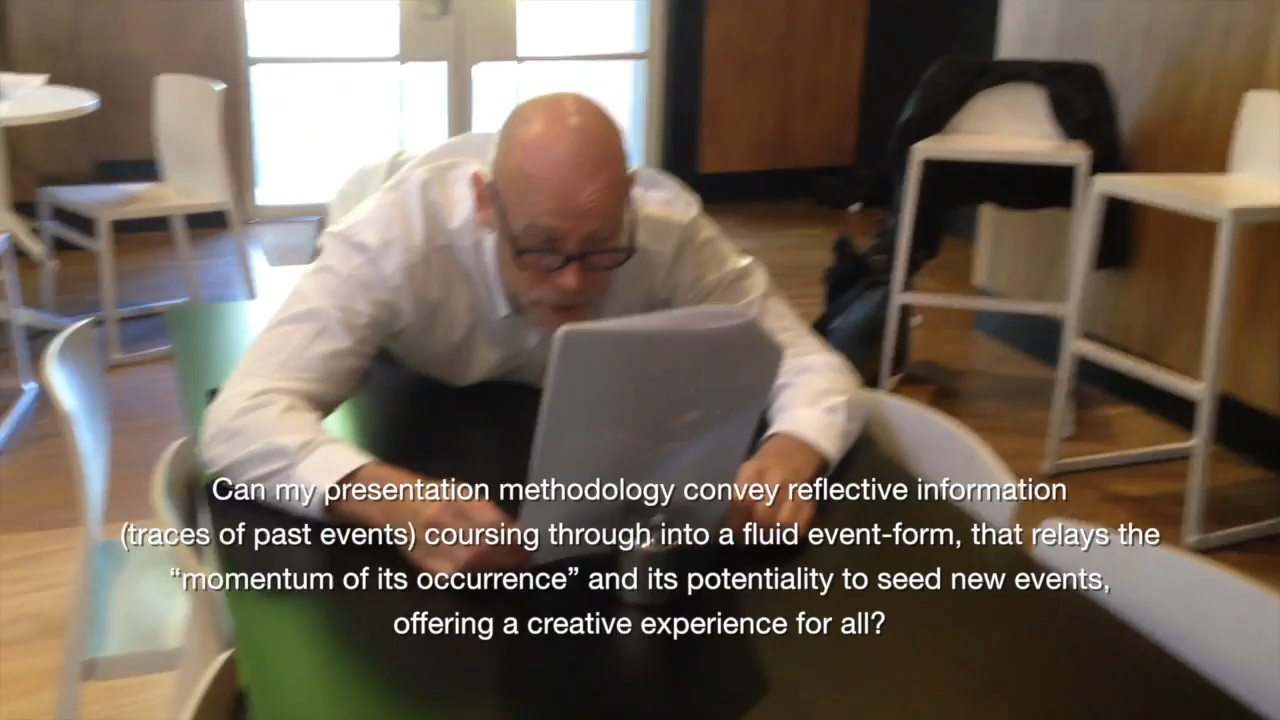 Can my presentation methodology convey reflective information
(traces of past events) coursing through into a fluid event-form, that relays the
“momentum of its occurrence” and its potentiality to seed new events,
offering a creative experience for all?